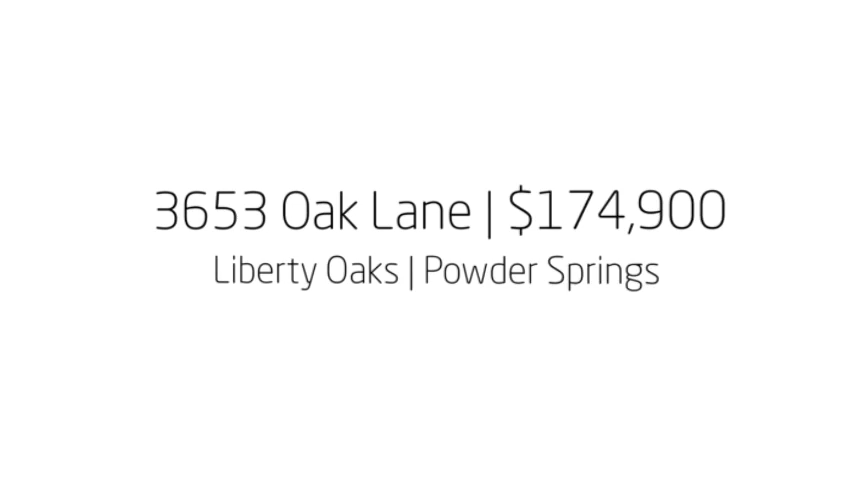 3653 Oak Lane | $174,900
Liberty Oaks | Powder Springs